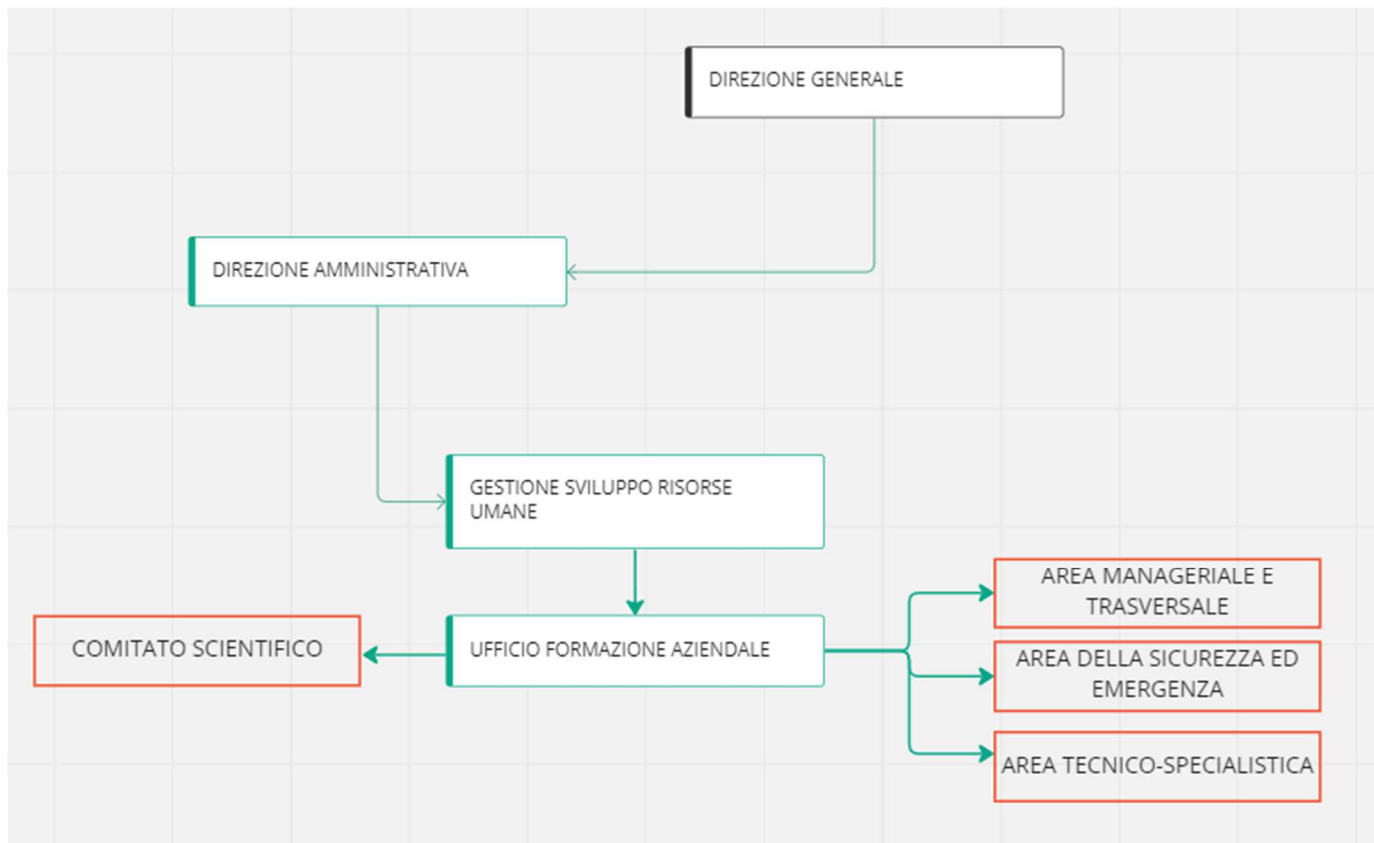 DIREZIONE GENERALE
DIREZIONE AMMINISTRATIVA
GESTIONE SVILUPPO RISORSE
UMANE
COMITATO SCIENTIFICO
UFFICIO FORMAZIONE AZIENDALE
AREA MANAGERIALE E
TRASVERSALE
AREA DELLA SICUREZZA ED
EMERGENZA
AREA TECNICO-SPECIALISTICA